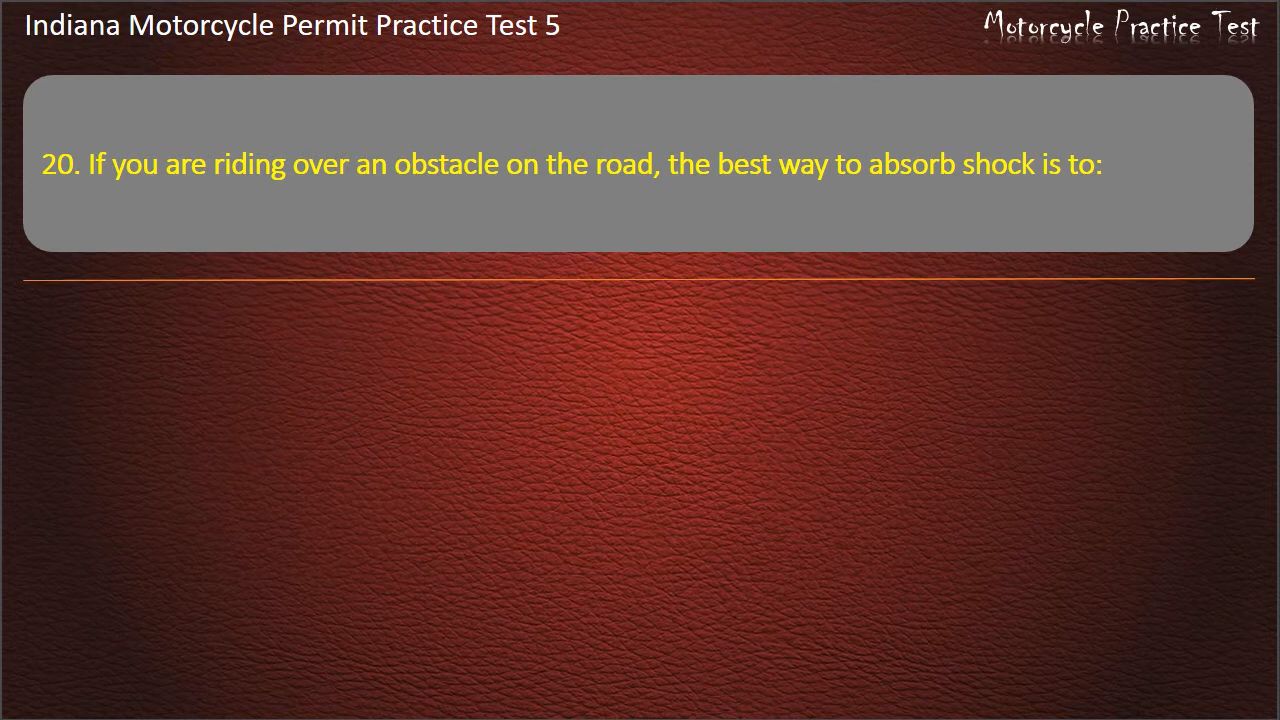 Indiana Motorcycle Permit Practice Test 5
Motorcycle Practice Test
20. If you are riding over an obstacle on the road, the best way to absorb shock is to: